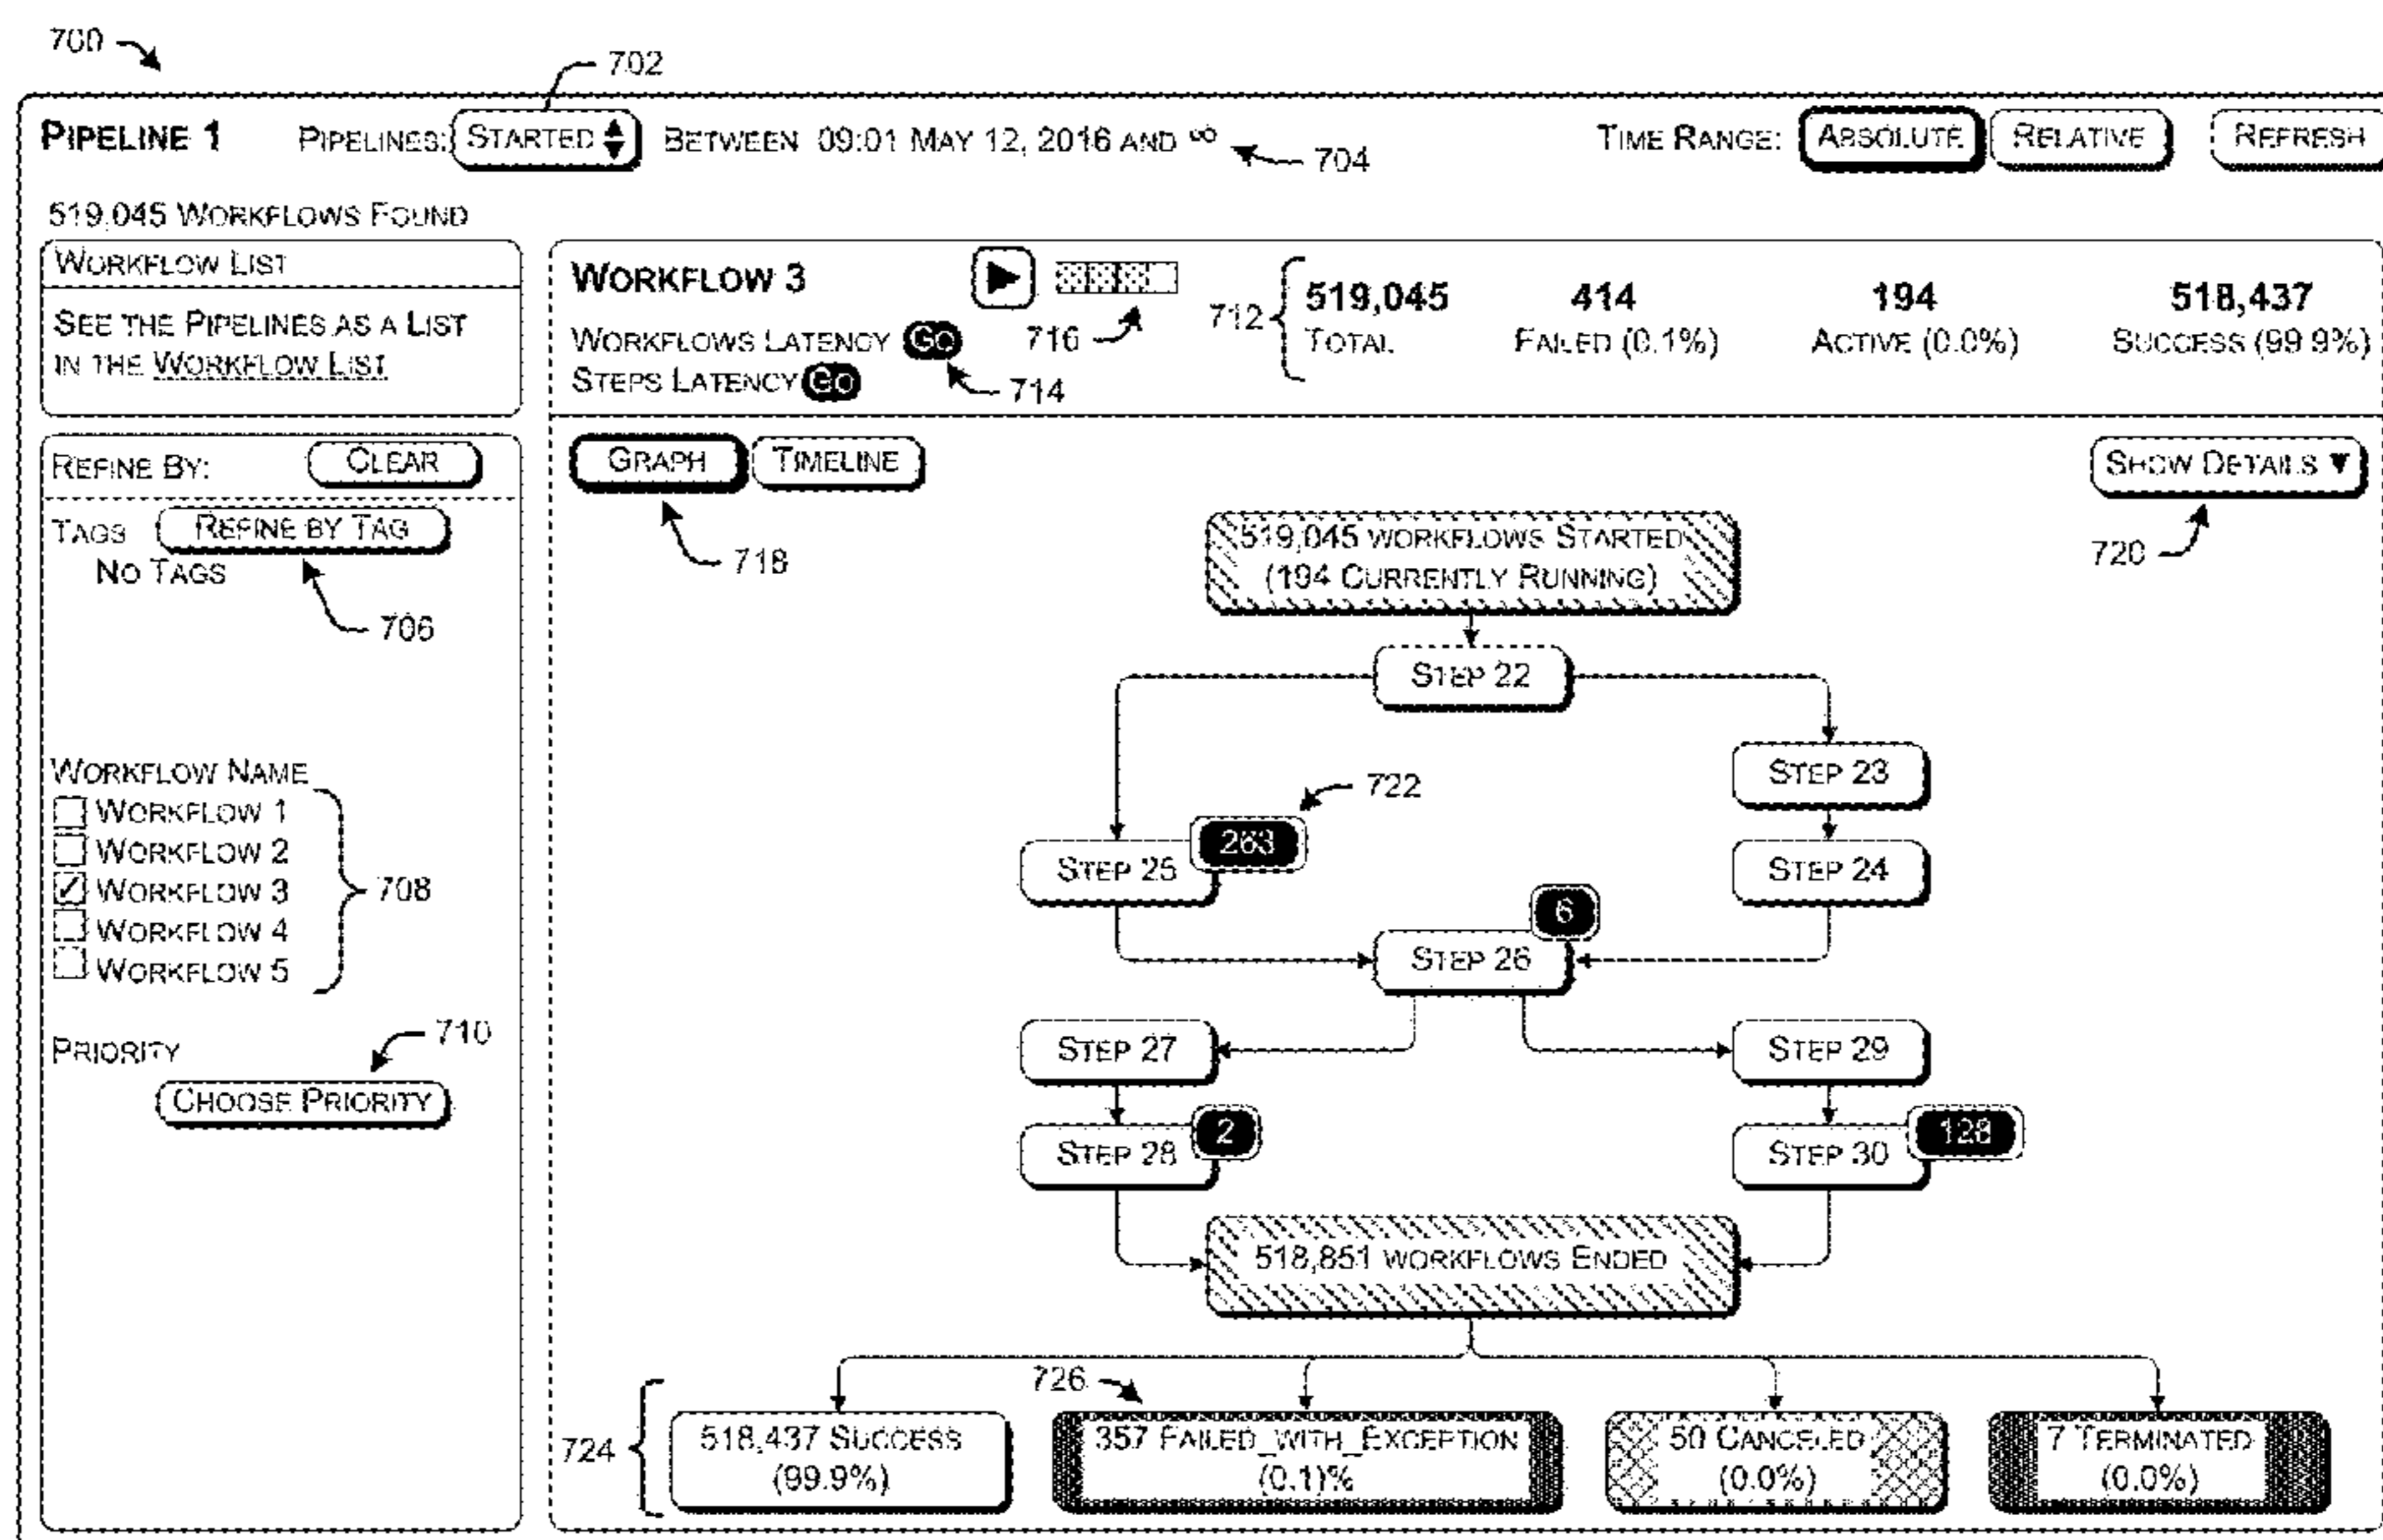 700
702
PIPELINE 1 PIPELINES: STARTED BETWEEN 09:01 MAY 12, 2016 AND ∞ 704 TIME RANGE: ABSOLUTE RELATIVE REFRESH
519,045 WORKFLOWS FOUND
WORKFLOW LIST
SEE THE PIPELINES AS A LIST
IN THE WORKFLOW LIST
REFINE BY: CLEAR
TAGS REFINE BY TAG
NO TAGS
706
WORKFLOW NAME
WORKFLOW 1
WORKFLOW 2
WORKFLOW 3
WORKFLOW 4
WORKFLOW 5
708
710
PRIORITY
CHOOSE PRIORITY
WORKFLOW 3
WORKFLOWS LATENCY GO
STEPS LATENCY GO
714
716
712
519,045
TOTAL
414
FAILED (0.1%)
194
ACTIVE (0.0%)
518,437
SUCCESS (99.9%)
GRAPH TIMELINE
718
SHOW DETAILS ▼
720
519,045 WORKFLOWS STARTED
(194 CURRENTLY RUNNING)
STEP 22
STEP 23
722
263
STEP 25
STEP 24
6
STEP 26
STEP 27
STEP 29
STEP 28
2
STEP 30
128
518,851 WORKFLOWS ENDED
726
724
518,437 SUCCESS
(99.9%)
357 FAILED_WITH_EXCEPTION
(0.1)%
50 CANCELED
(0.0%)
7 TERMINATED
(0.0%)